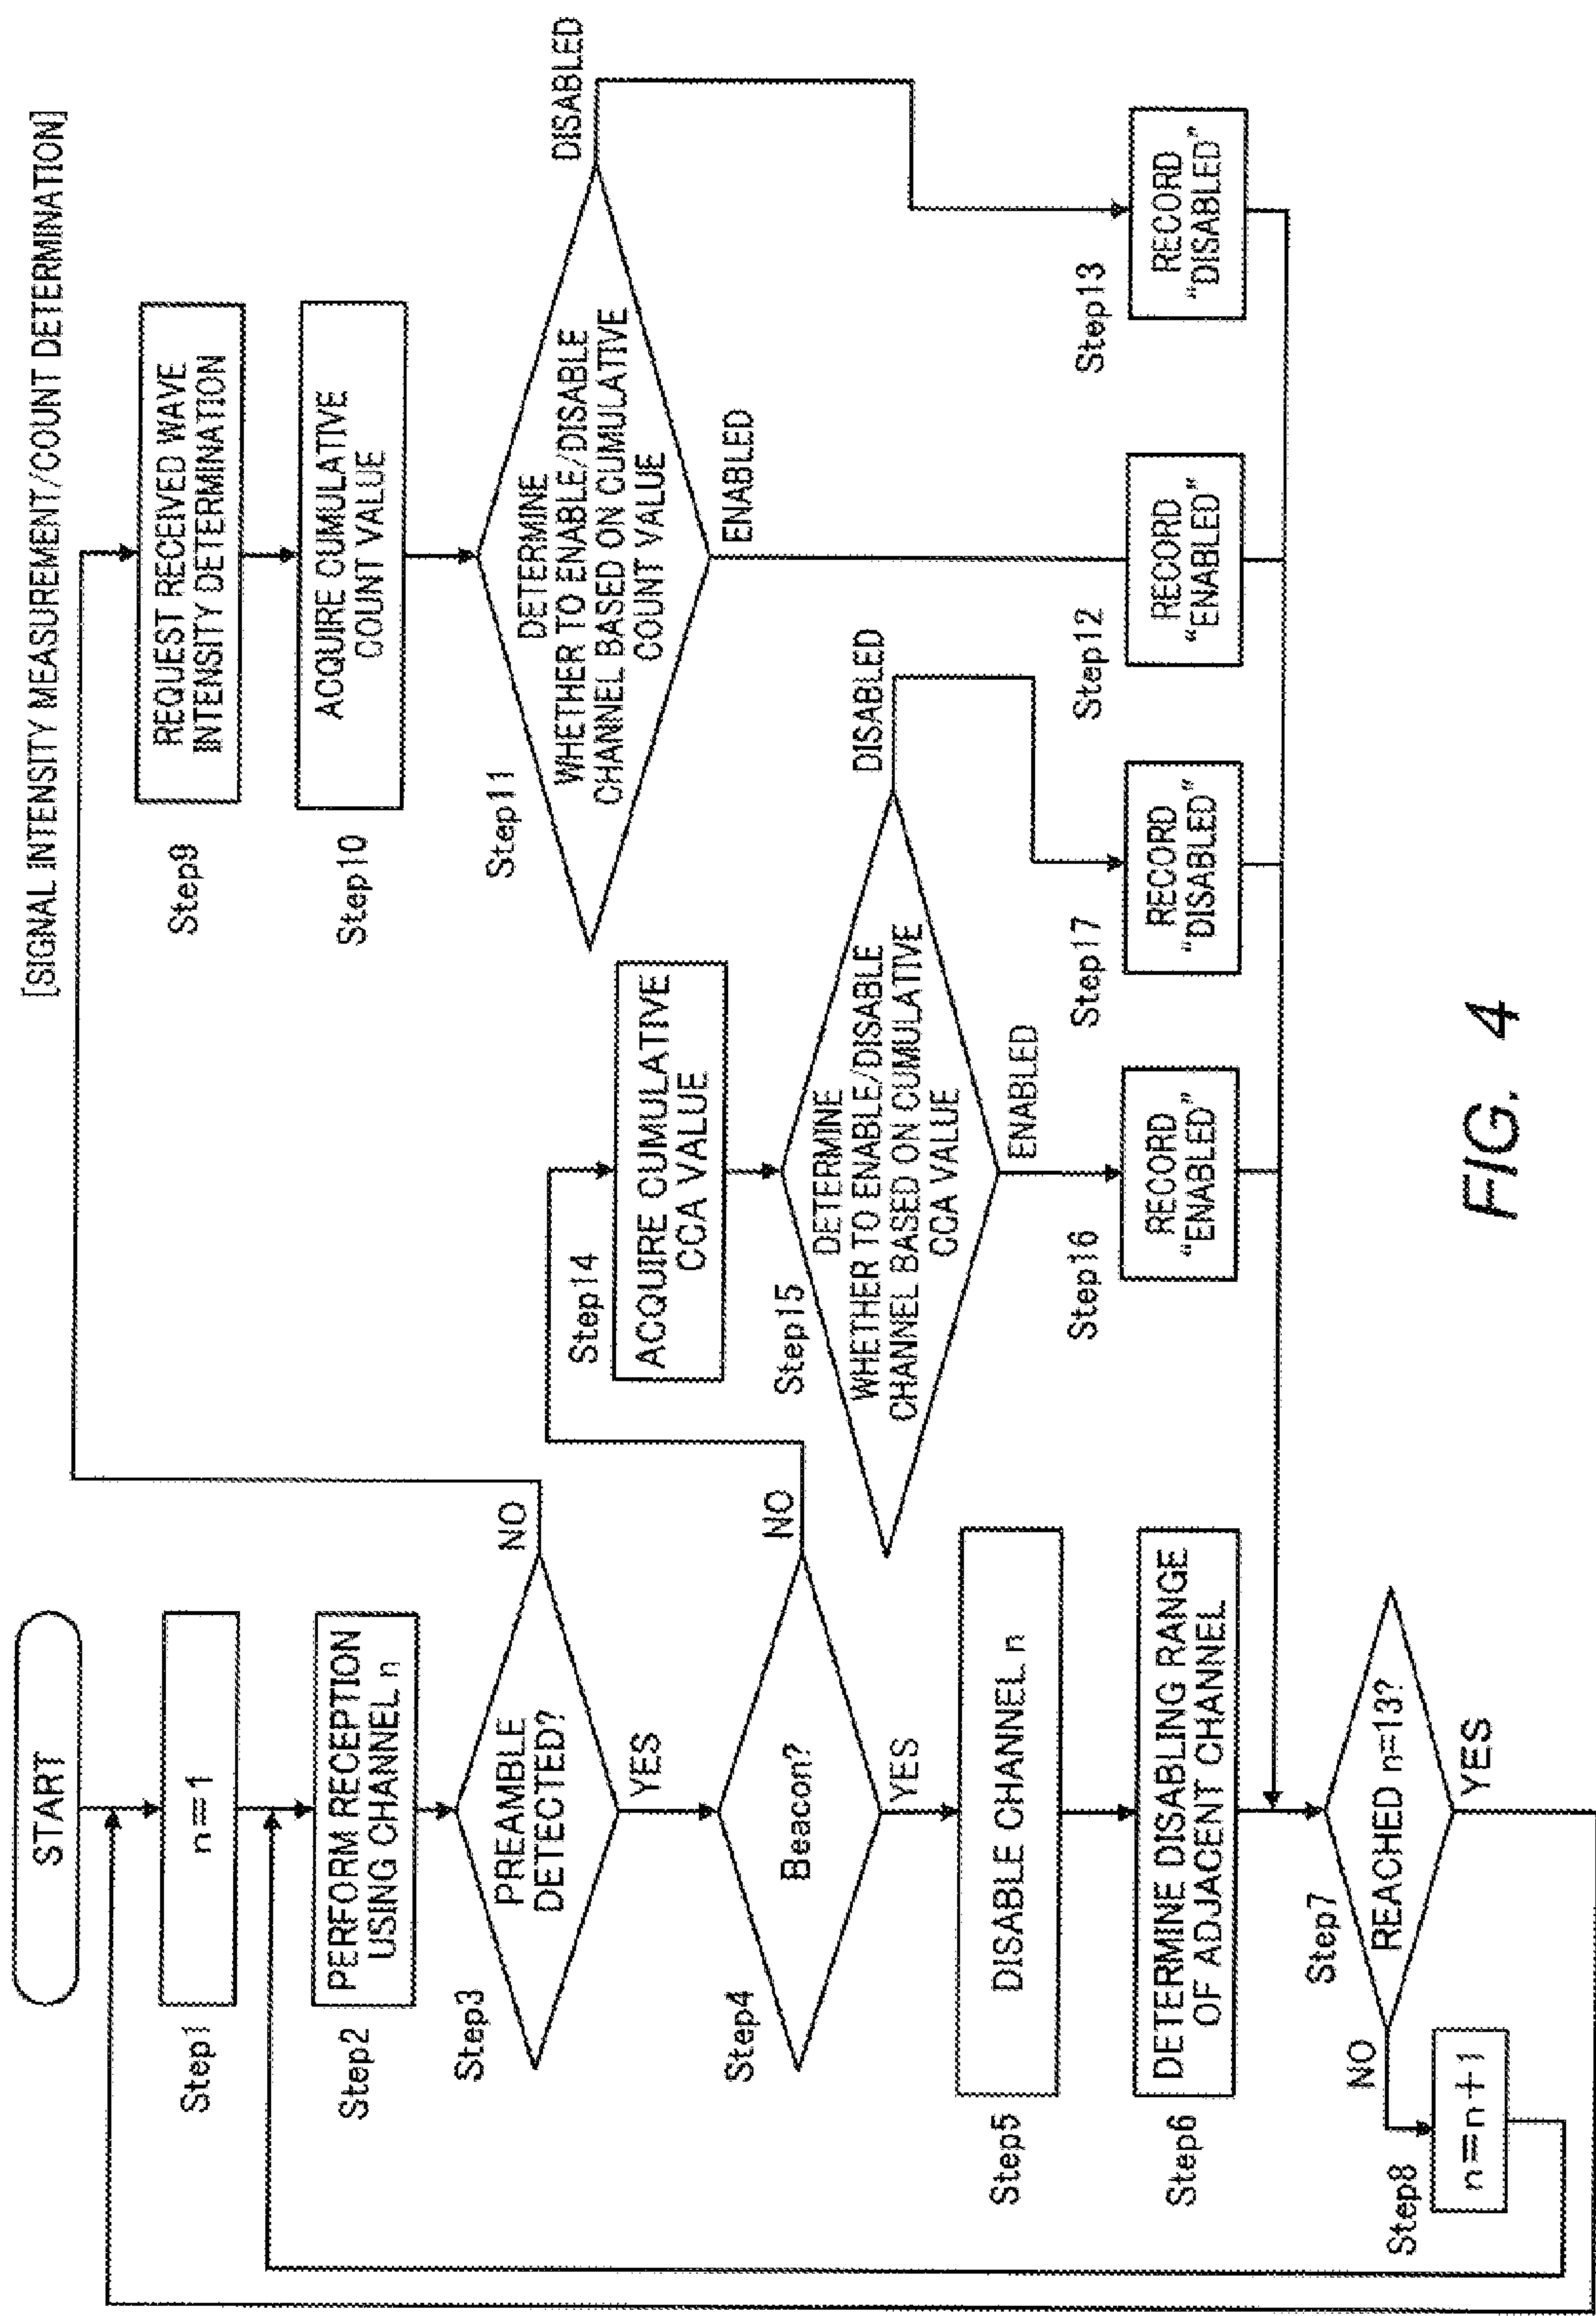 START
Step1
n=1
Step2
PERFORM RECEPTION
USING CHANNEL n
Step3
PREAMBLE
DETECTED?
NO
YES
Step4
Beacon?
NO
YES
Step5
DISABLE CHANNEL n
Step6
DETERMINE DISABLING RANGE
OF ADJACENT CHANNEL
Step7
REACHED n=13?
NO
YES
Step8
n=n+1
[SIGNAL INTENSITY MEASUREMENT/COUNT DETERMINATION]
Step9
REQUEST RECEIVED WAVE
INTENSITY DETERMINATION
Step10
ACQUIRE CUMULATIVE
COUNT VALUE
Step11
DETERMINE
WHETHER TO ENABLE/DISABLE
CHANNEL BASED ON CUMULATIVE
COUNT VALUE
DISABLED
ENABLED
Step12
RECORD
“ENABLED”
Step13
RECORD
“DISABLED”
Step14
ACQUIRE CUMULATIVE
CCA VALUE
Step15
DETERMINE
WHETHER TO ENABLE/DISABLE
CHANNEL BASED ON CUMULATIVE
CCA VALUE
DISABLED
ENABLED
Step16
RECORD
“ENABLED”
Step17
RECORD
“DISABLED”
FIG. 4